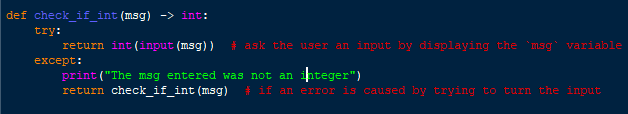 def check_if_int(msg) -> int:
    try:
        return int(input(msg))  # ask the user an input by displaying the `msg` variable
    except:
        print("The msg entered was not an integer")
        return check_if_int(msg)  # if an error is caused by trying to turn the input